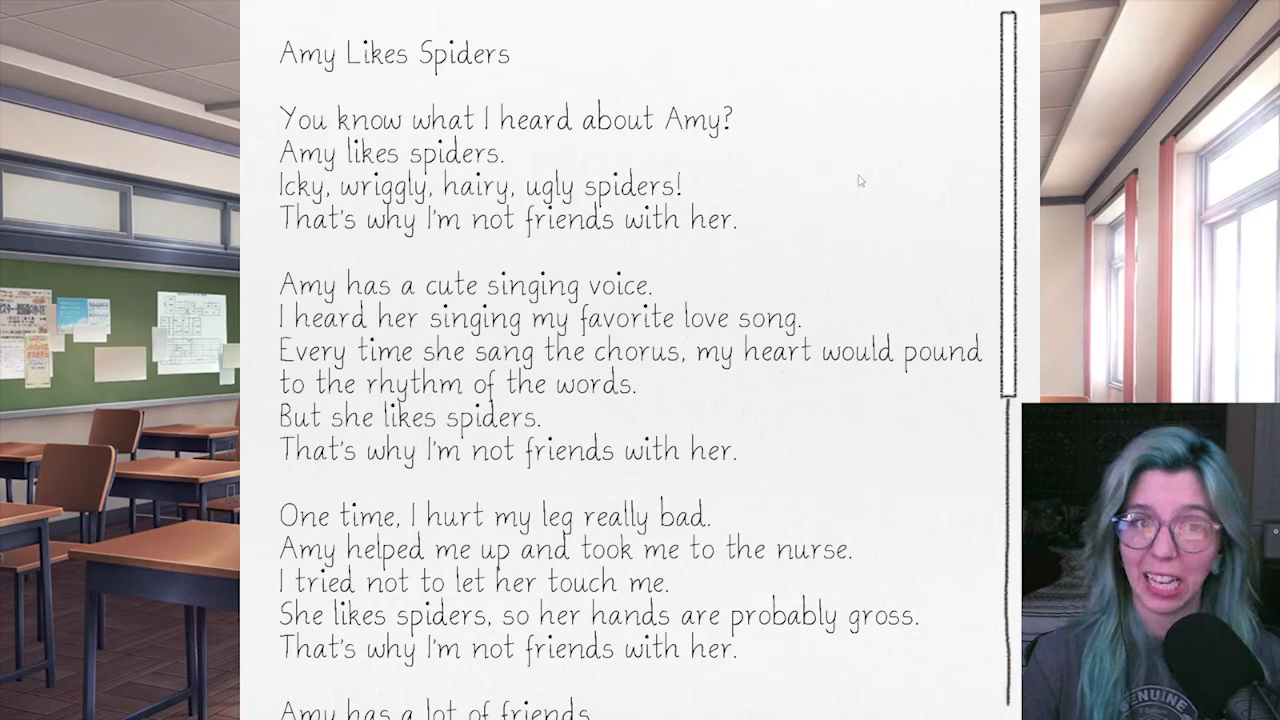 Amy Likes Spiders
You know what I heard about Amy?
Amy likes spiders.
Icky, wriggly, hairy, ugly spiders!
That's why I'm not friends with her.
Amy has a cute singing voice.
I heard her singing my favorite love song.
Every time she sang the chorus, my heart would pound
to the rhythm of the words.
But she likes spiders.
That's why I'm not friends with her.
One time, I hurt my leg really bad.
Amy helped me up and took me to the nurse.
I tried not to let her touch me.
She likes spiders, so her hands are probably gross.
That's why I'm not friends with her.
Amy has a lot of friends
GENUINE